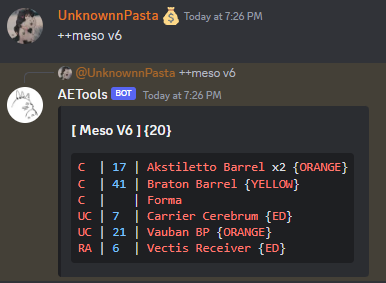 UnknownnPasta 💰 Today at 7:26 PM
++meso v6
@UnknownnPasta ++meso v6
AETools BOT Today at 7:26 PM
[ Meso V6 ] {20}
C | 17 | Akstiletto Barrel x2 {ORANGE}
C | 41 | Braton Barrel {YELLOW}
C | | Forma
UC | 7 | Carrier Cerebrum {ED}
UC | 21 | Vauban BP {ORANGE}
RA | 6 | Vectis Receiver {ED}